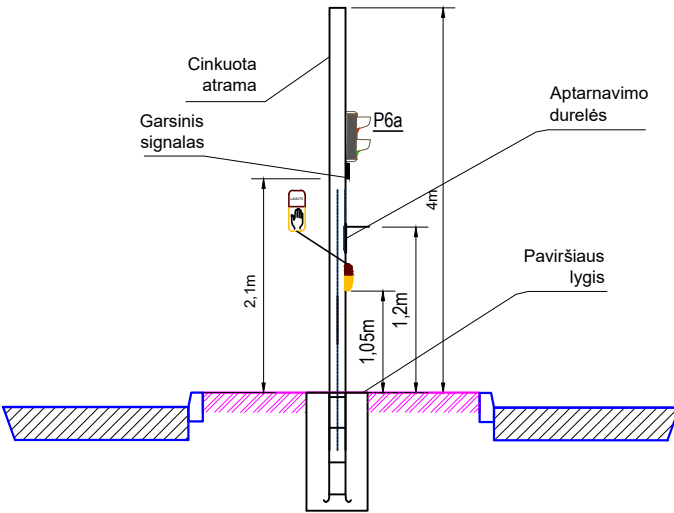 Cinkuota
atrama
Garsinis
signalas
P6a
Aptarnavimo
durelės
4m
2,1m
Paviršiaus
lygis
1,2m
1,05m